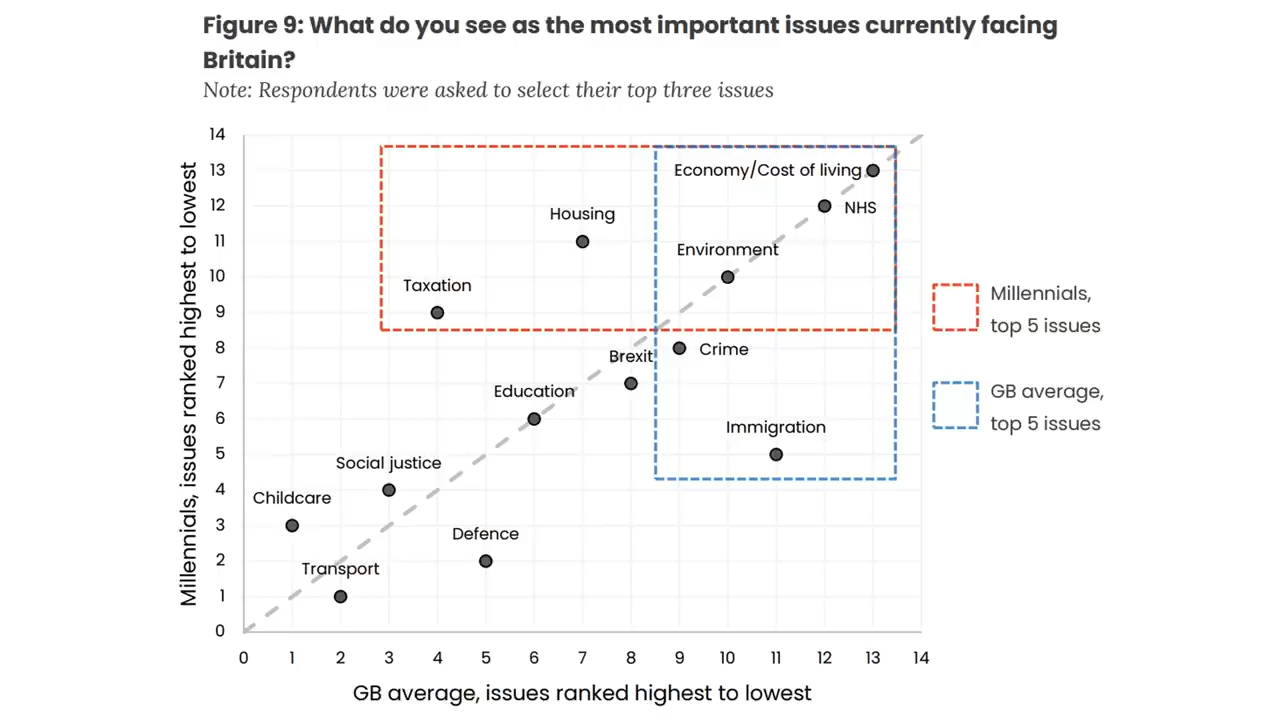 Figure 9: What do you see as the most important issues currently facing
Britain?
Note: Respondents were asked to select their top three issues
Millennials, issues ranked highest to lowest
14
13
12
11
10
9
8
7
6
5
4
3
2
1
0
Economy/Cost of living
NHS
Housing
Environment
Taxation
Crime
Brexit
Education
Immigration
Social justice
Childcare
Defence
Transport
Millennials,
top 5 issues
GB average,
top 5 issues
0 1 2 3 4 5 6 7 8 9 10 11 12 13 14
GB average, issues ranked highest to lowest